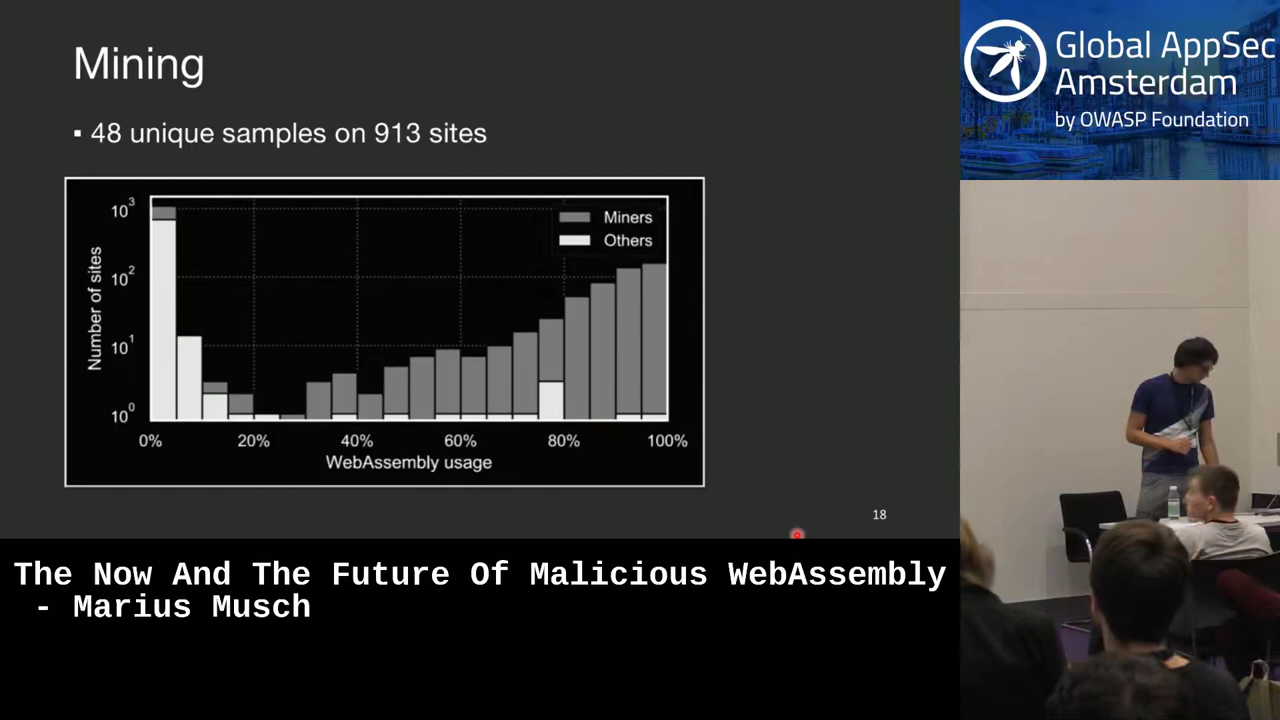 Mining
▪ 48 unique samples on 913 sites
Number of sites
10³
10²
10¹
10⁰
Miners
Others
0% 20% 40% 60% 80% 100%
WebAssembly usage
18
The Now And The Future Of Malicious WebAssembly
- Marius Musch
Global AppSec
Amsterdam
by OWASP Foundation